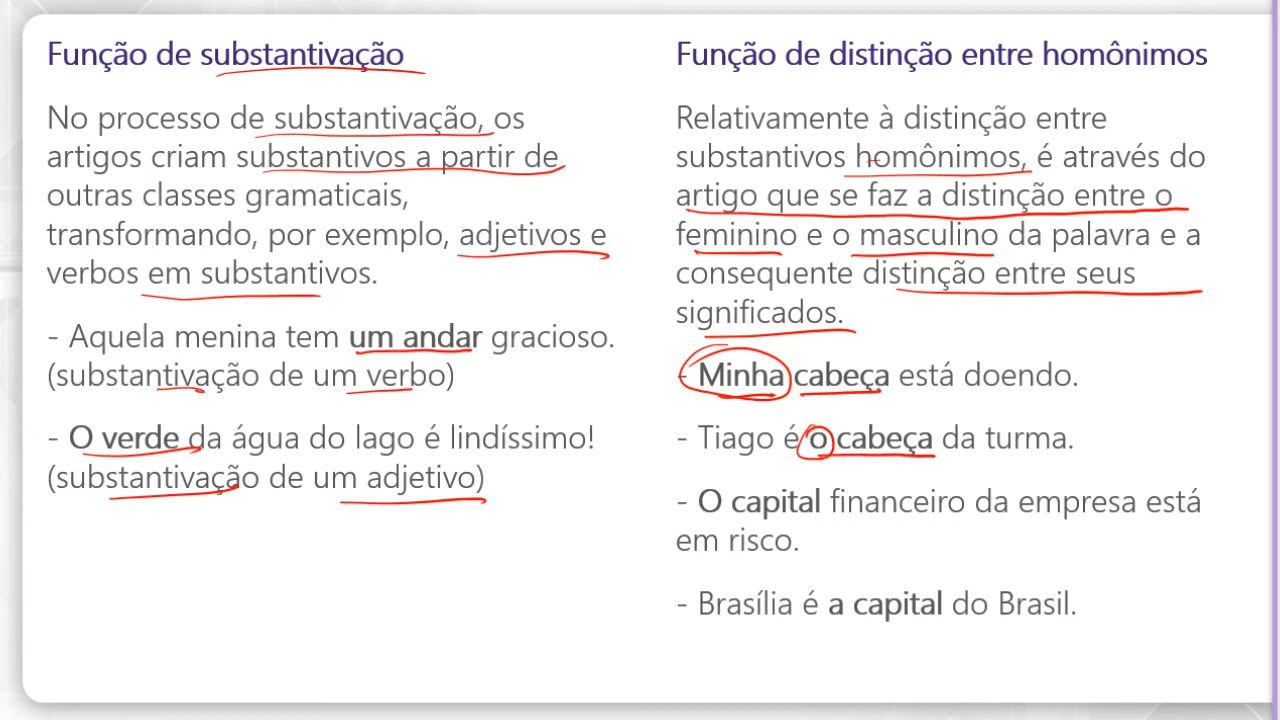 Função de substantivação
No processo de substantivação, os
artigos criam substantivos a partir de
outras classes gramaticais,
transformando, por exemplo, adjetivos e
verbos em substantivos.
- Aquela menina tem um andar gracioso.
(substantivação de um verbo)
- O verde da água do lago é lindíssimo!
(substantivação de um adjetivo)
Função de distinção entre homônimos
Relativamente à distinção entre
substantivos homônimos, é através do
artigo que se faz a distinção entre o
feminino e o masculino da palavra e a
consequente distinção entre seus
significados.
- Minha cabeça está doendo.
- Tiago é o cabeça da turma.
- O capital financeiro da empresa está
em risco.
- Brasília é a capital do Brasil.